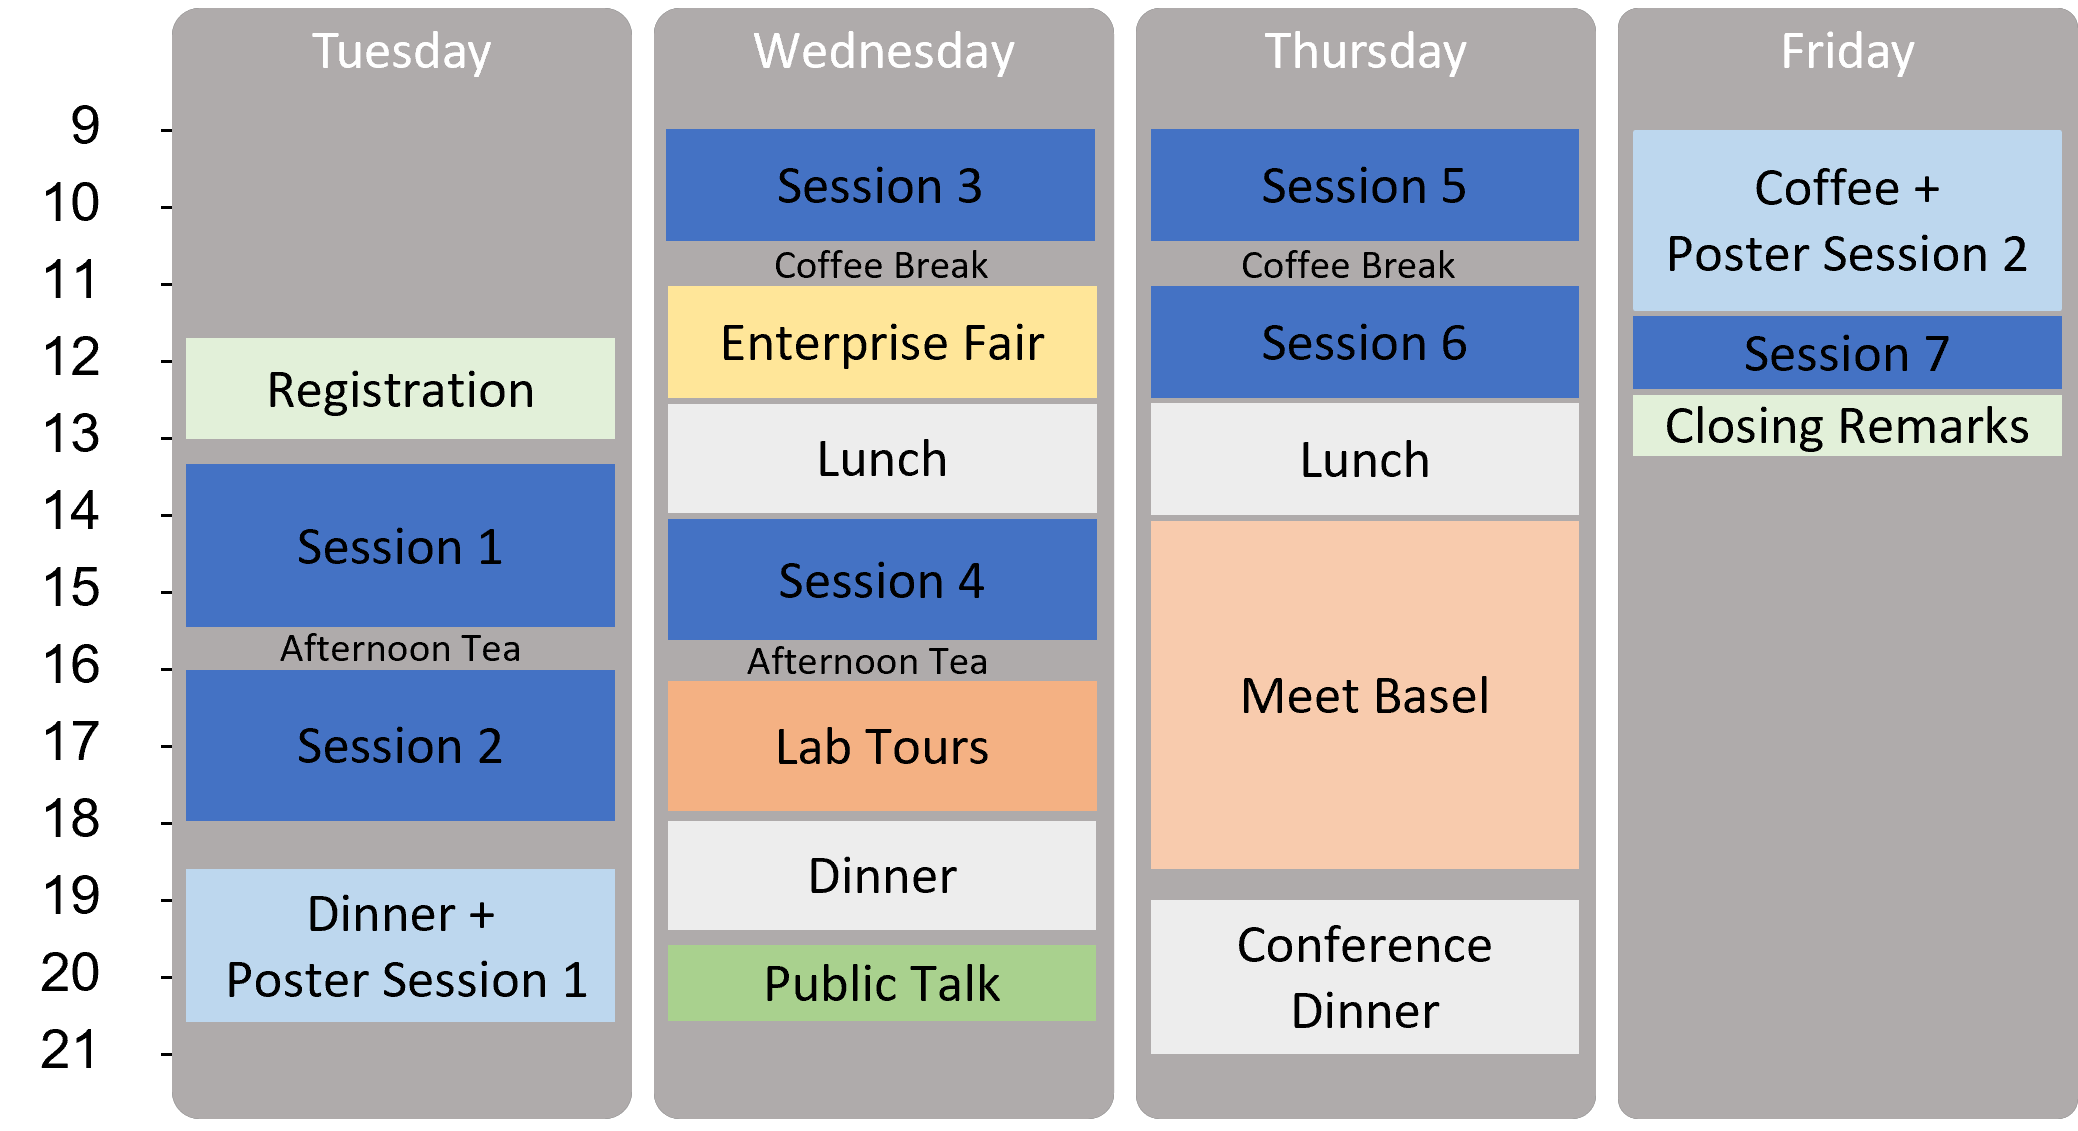 Tuesday
Wednesday
Thursday
Friday
9
10
11
12
13
14
15
16
17
18
19
20
21
Registration
Session 1
Afternoon Tea
Session 2
Dinner +
Poster Session 1
Session 3
Coffee Break
Enterprise Fair
Lunch
Session 4
Afternoon Tea
Lab Tours
Dinner
Public Talk
Session 5
Coffee Break
Session 6
Lunch
Meet Basel
Conference
Dinner
Coffee +
Poster Session 2
Session 7
Closing Remarks